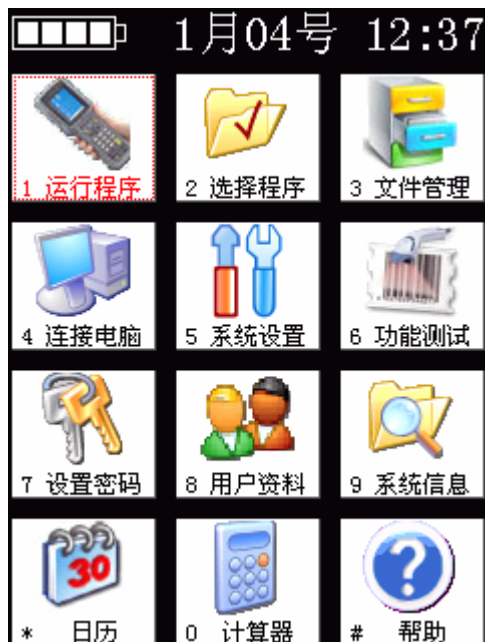 1月04号 12:37
1 运行程序 2 选择程序 3 文件管理
4 连接电脑 5 系统设置 6 功能测试
7 设置密码 8 用户资料 9 系统信息
30
* 日历 0 计算器 # 帮助